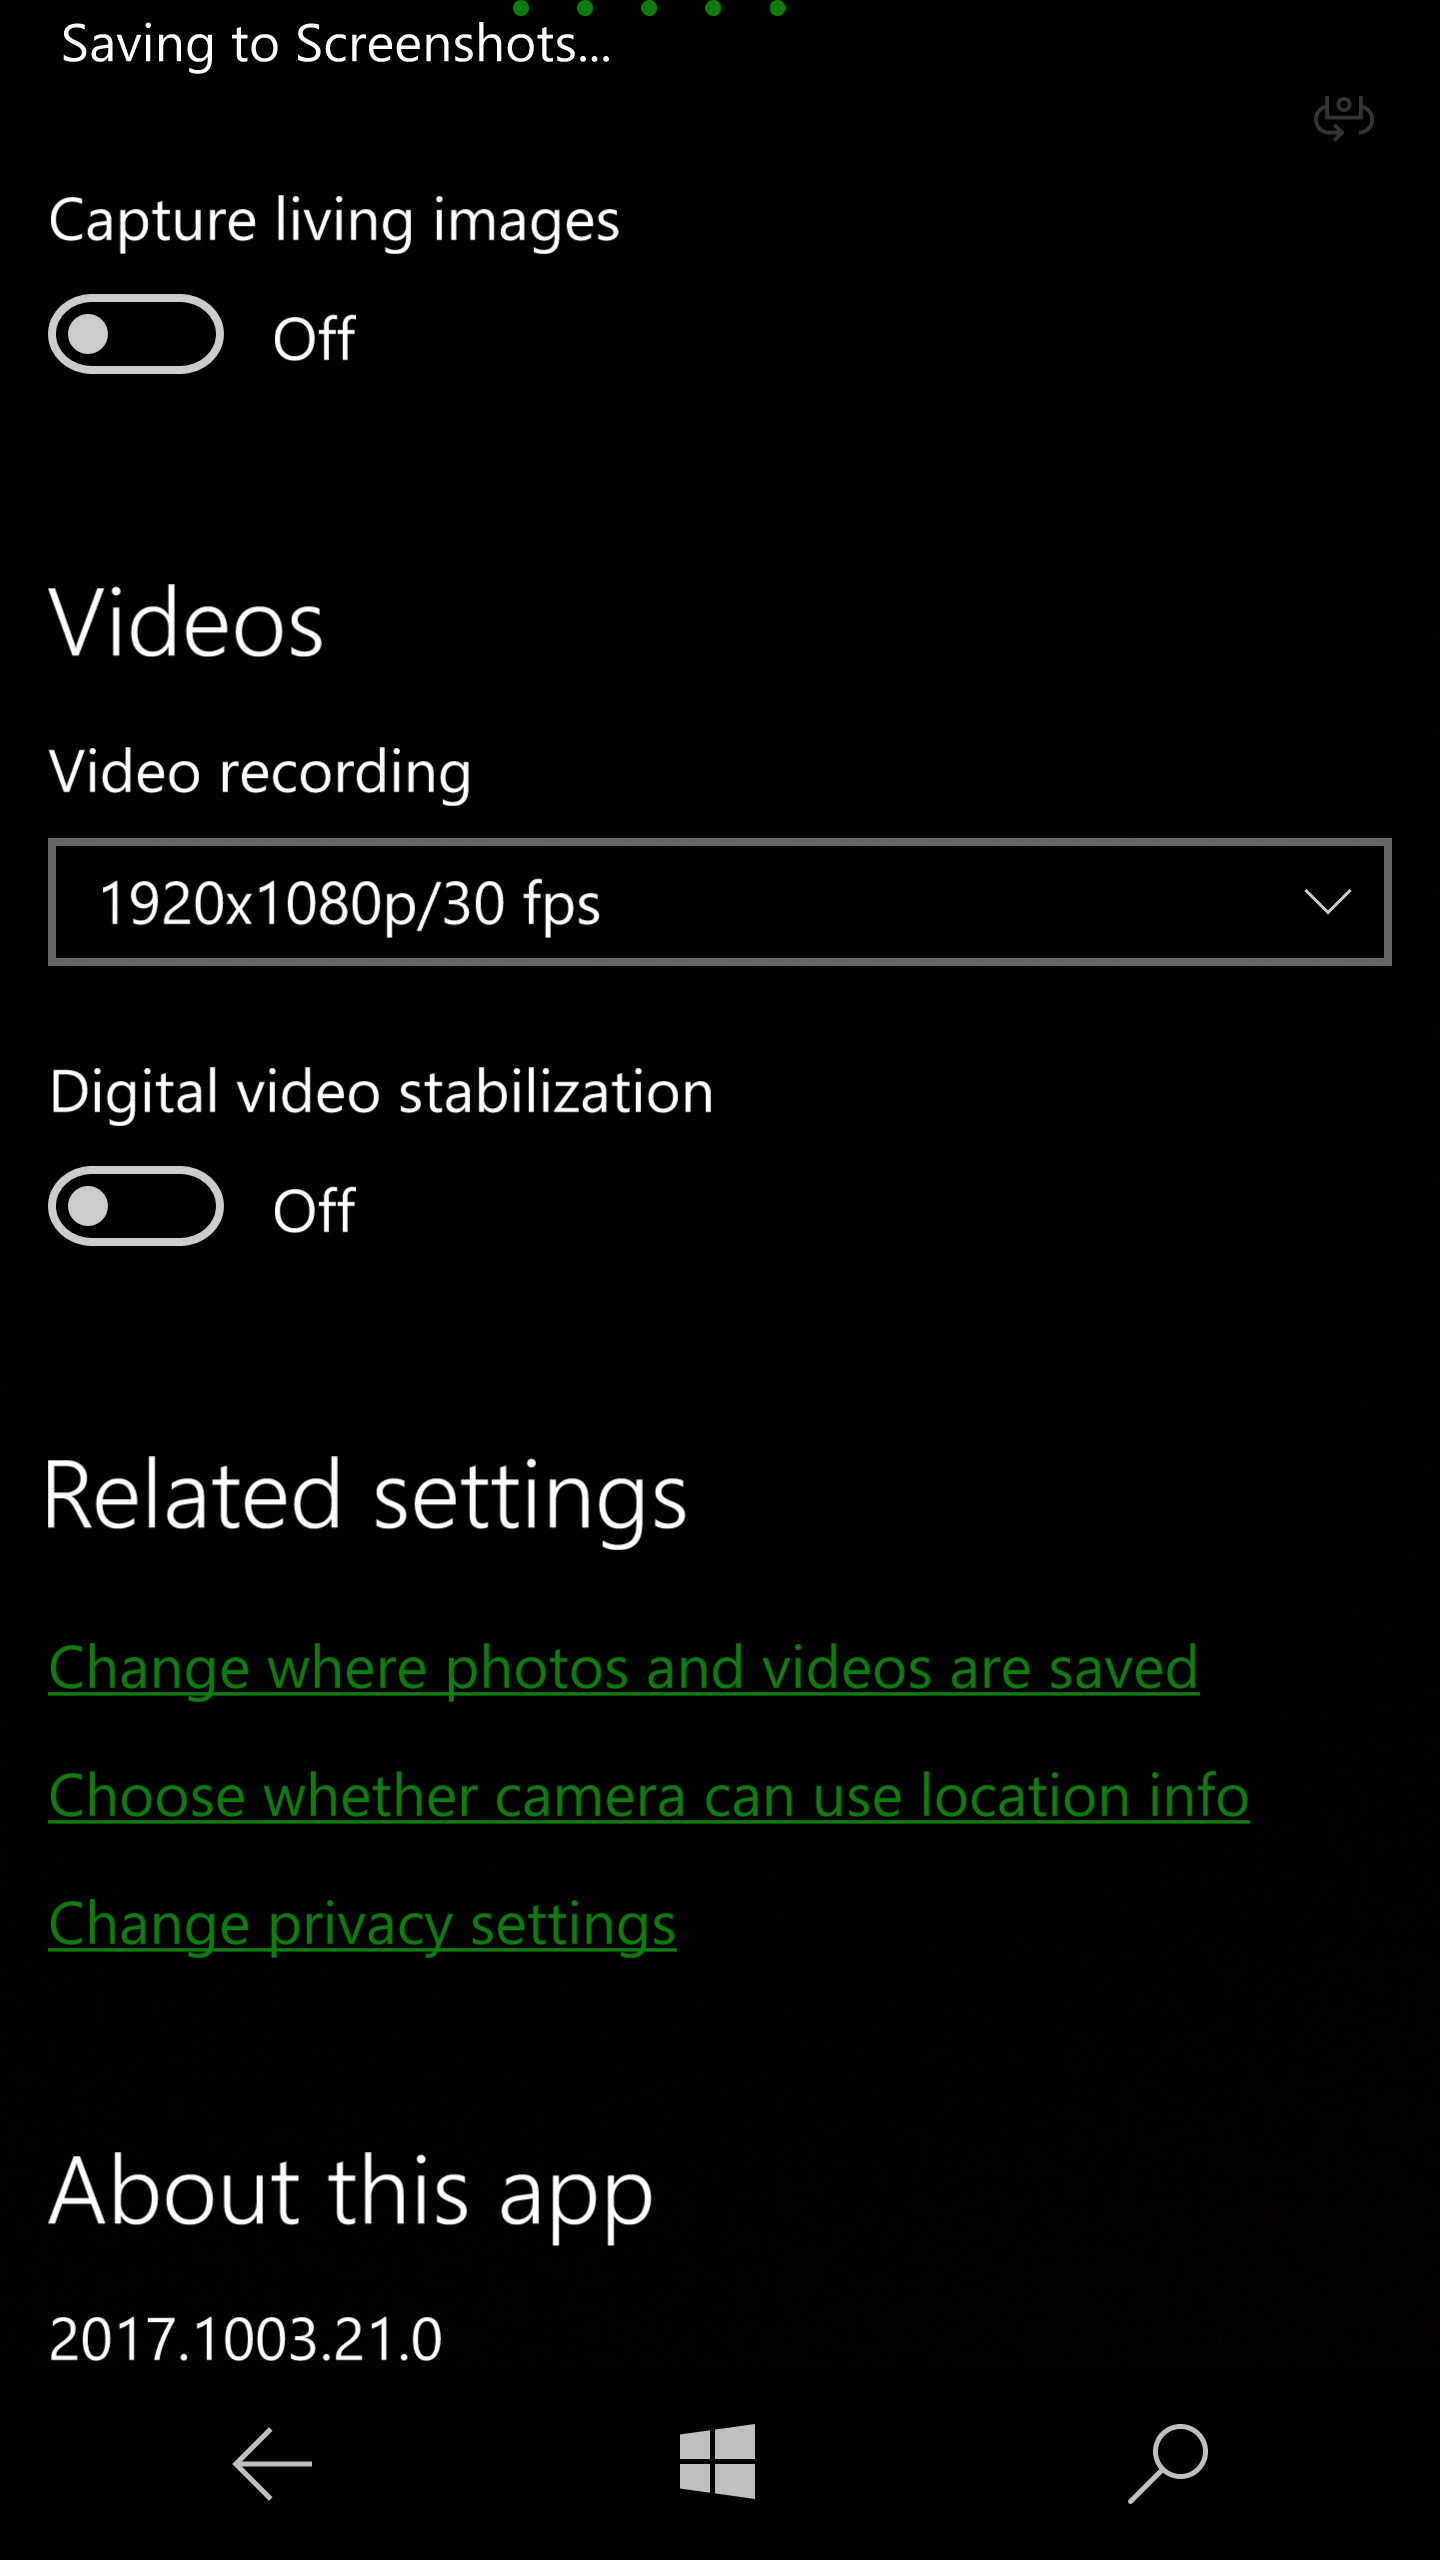 Saving to Screenshots...
Capture living images
Off
Videos
Video recording
1920x1080p/30 fps
Digital video stabilization
Off
Related settings
Change where photos and videos are saved
Choose whether camera can use location info
Change privacy settings
About this app
2017.1003.21.0